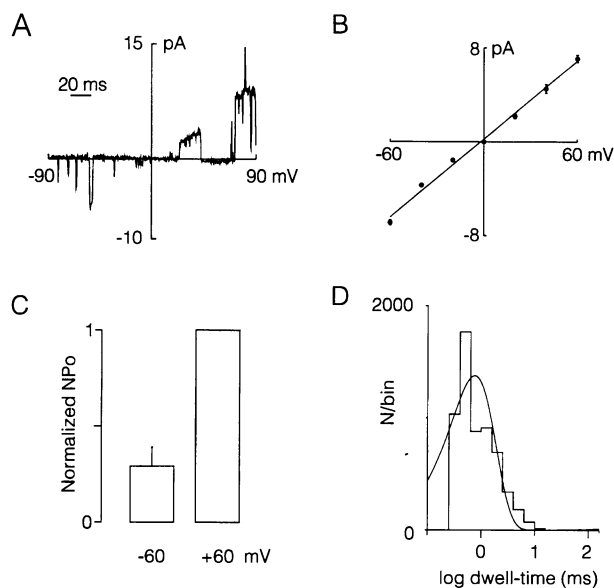 A
15
pA
20 ms
-90
90 mV
-10
B
8
pA
-60
60 mV
-8
C
Normalized NPo
1
0
-60
+60 mV
D
2000
N/bin
0
0
1
2
log dwell-time (ms)